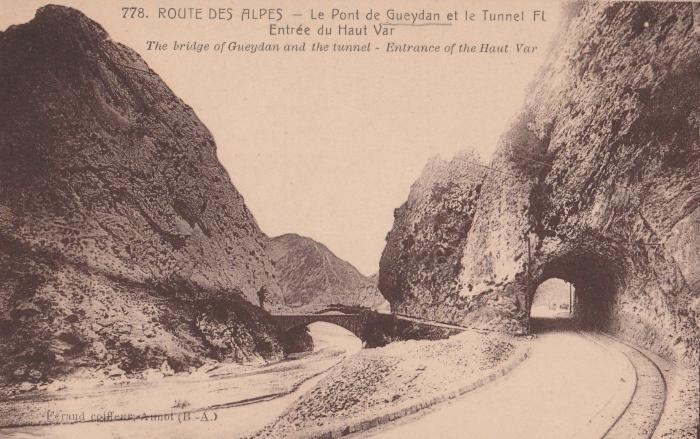 778. ROUTE DES ALPES — Le Pont de Gueydan et le Tunnel FL
Entrée du Haut Var
The bridge of Gueydan and the tunnel - Entrance of the Haut Var
Féraud coiffeur, Annot (B -A.)